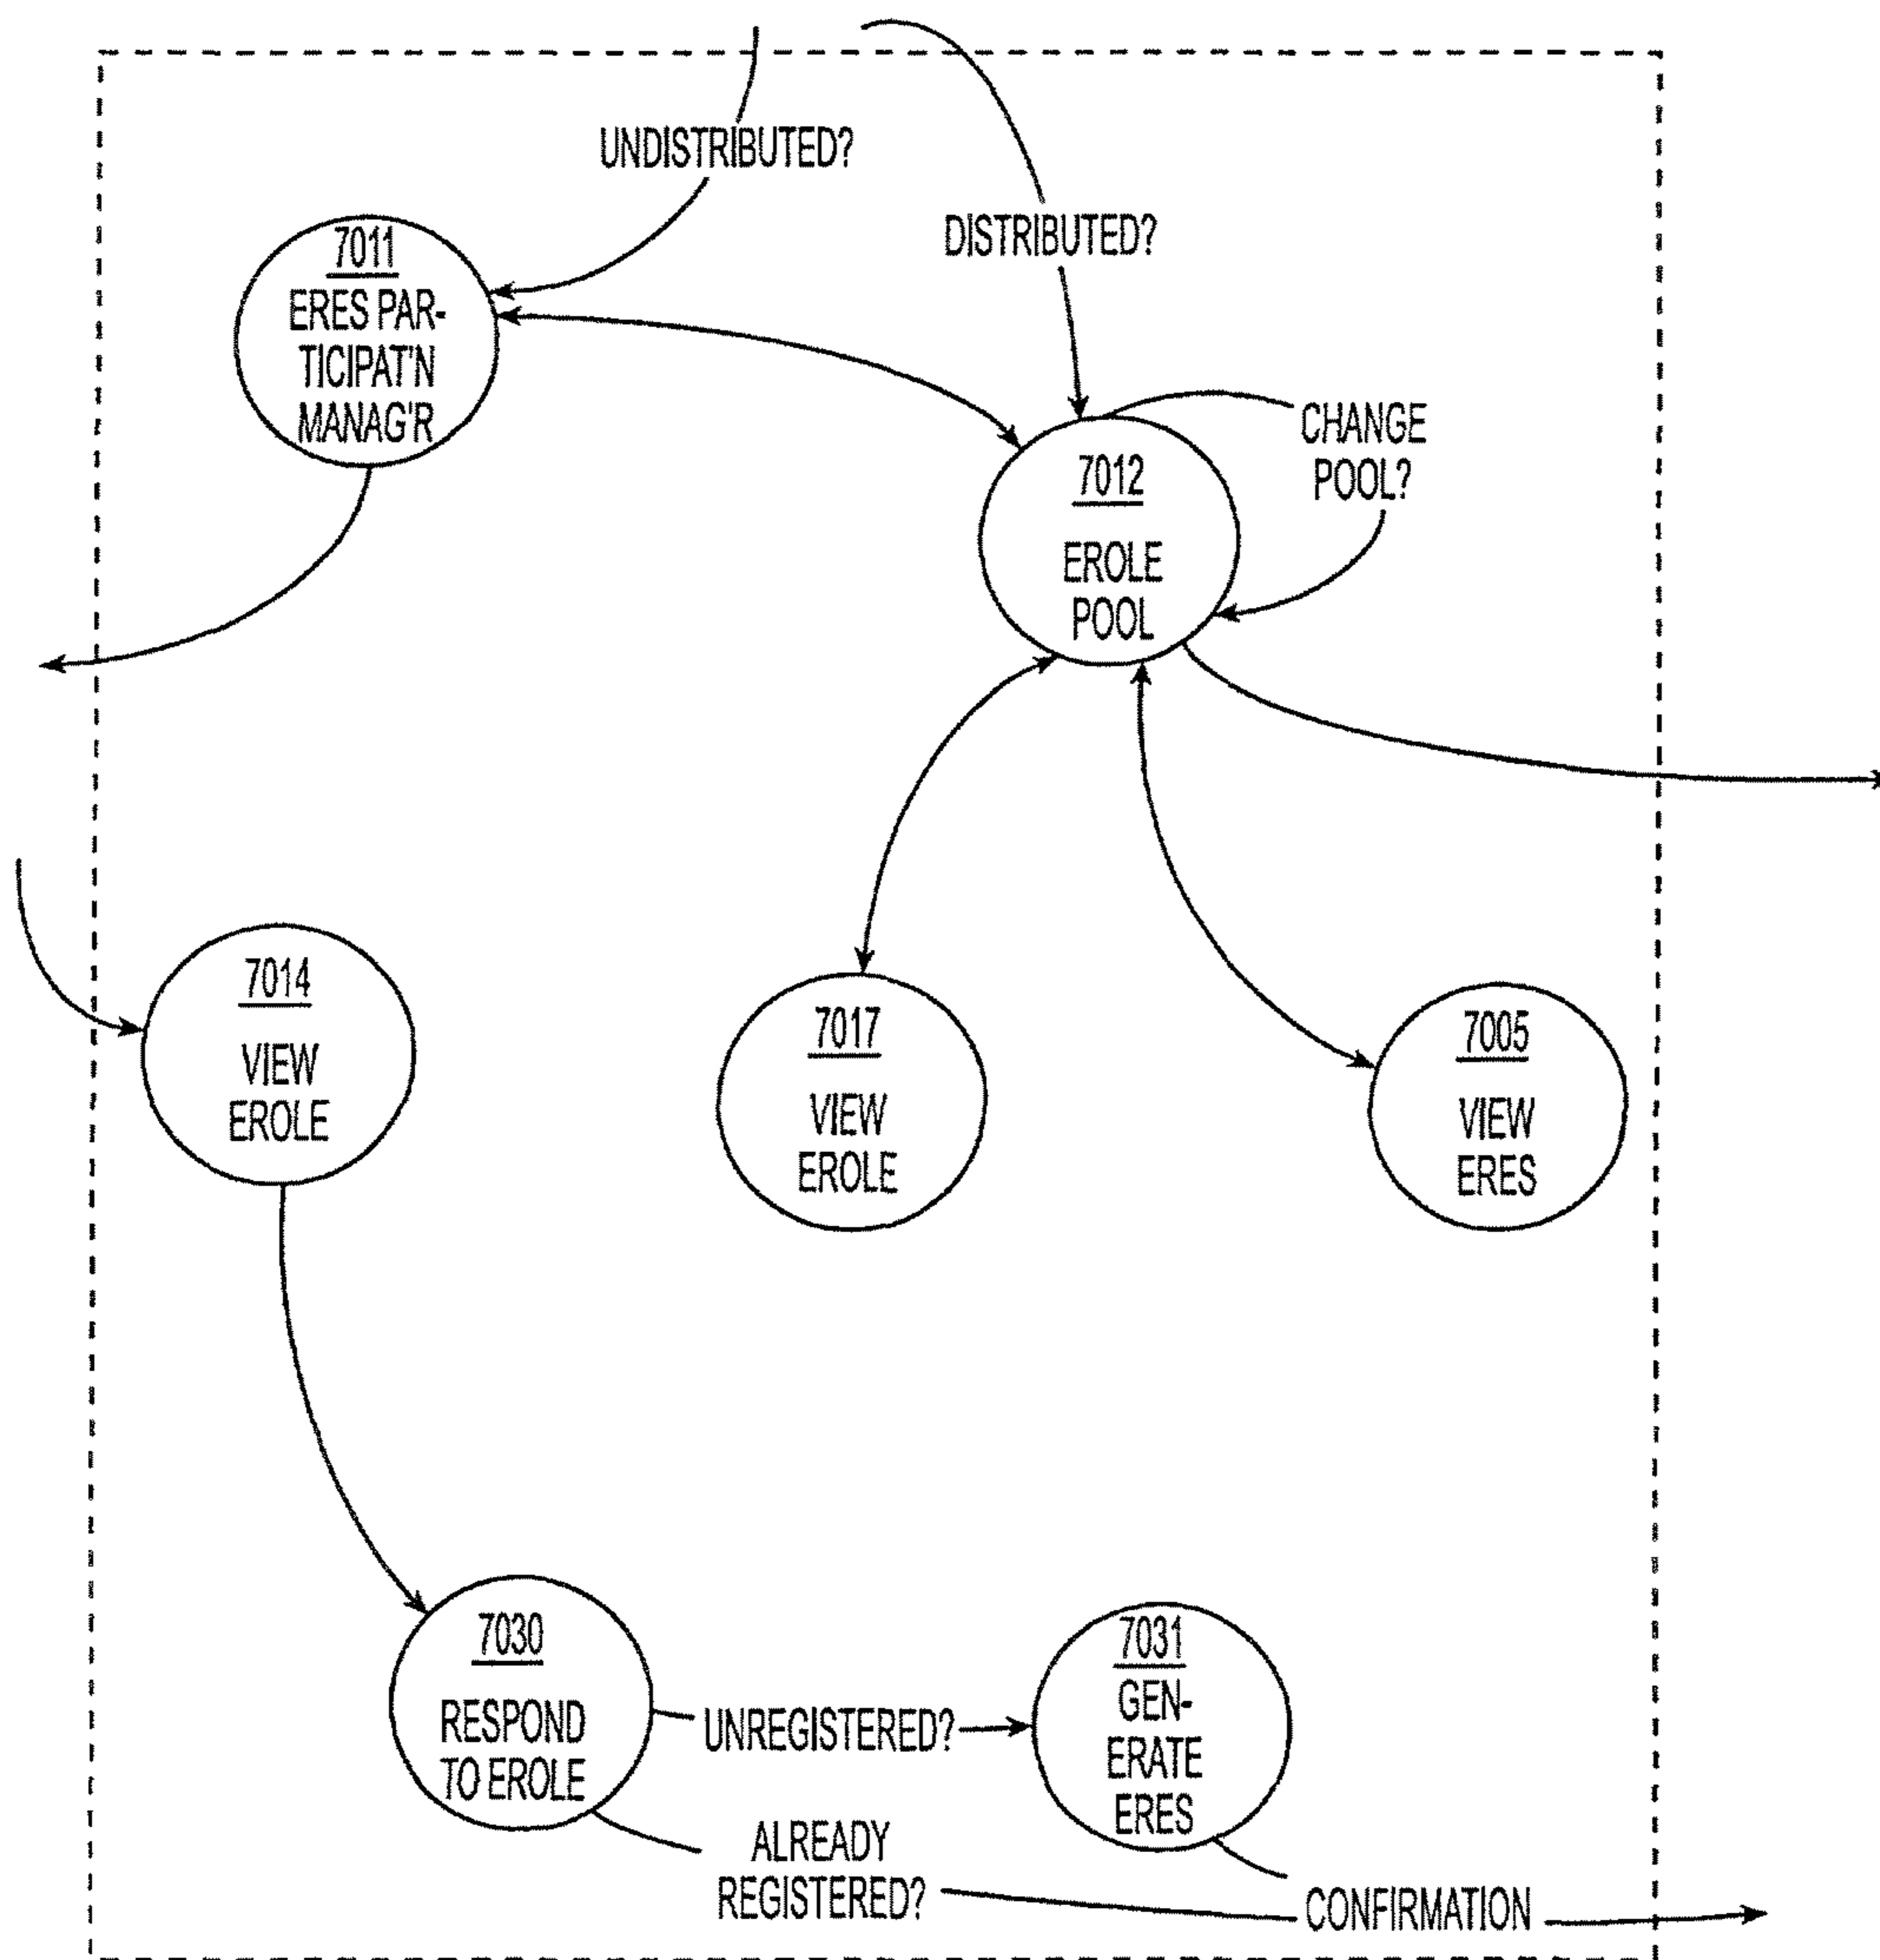 UNDISTRIBUTED?
DISTRIBUTED?
7011
ERES PAR-
TICIPAT'N
MANAG'R
CHANGE
POOL?
7012
EROLE
POOL
7014
VIEW
EROLE
7017
VIEW
EROLE
7005
VIEW
ERES
7030
RESPOND
TO EROLE
UNREGISTERED?
7031
GEN-
ERATE
ERES
ALREADY
REGISTERED?
CONFIRMATION